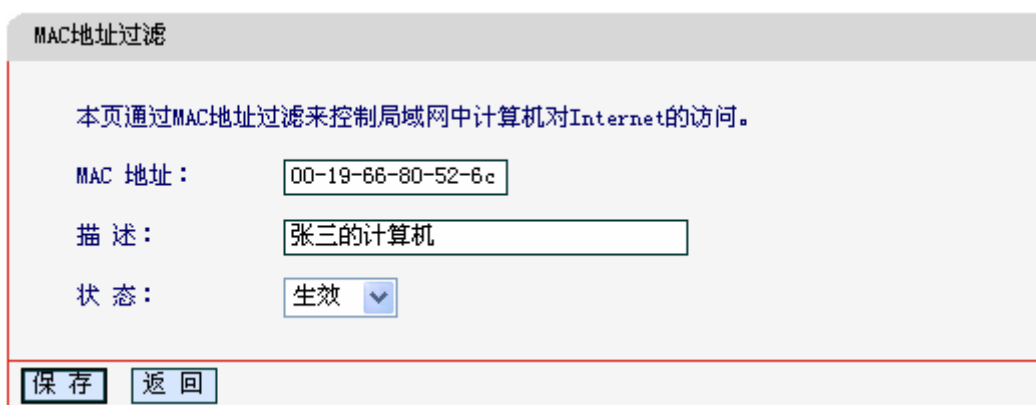 MAC地址过滤
本页通过MAC地址过滤来控制局域网中计算机对Internet的访问。
MAC 地址： 00-19-66-80-52-6c
描 述： 张三的计算机
状 态： 生效
保 存 返 回